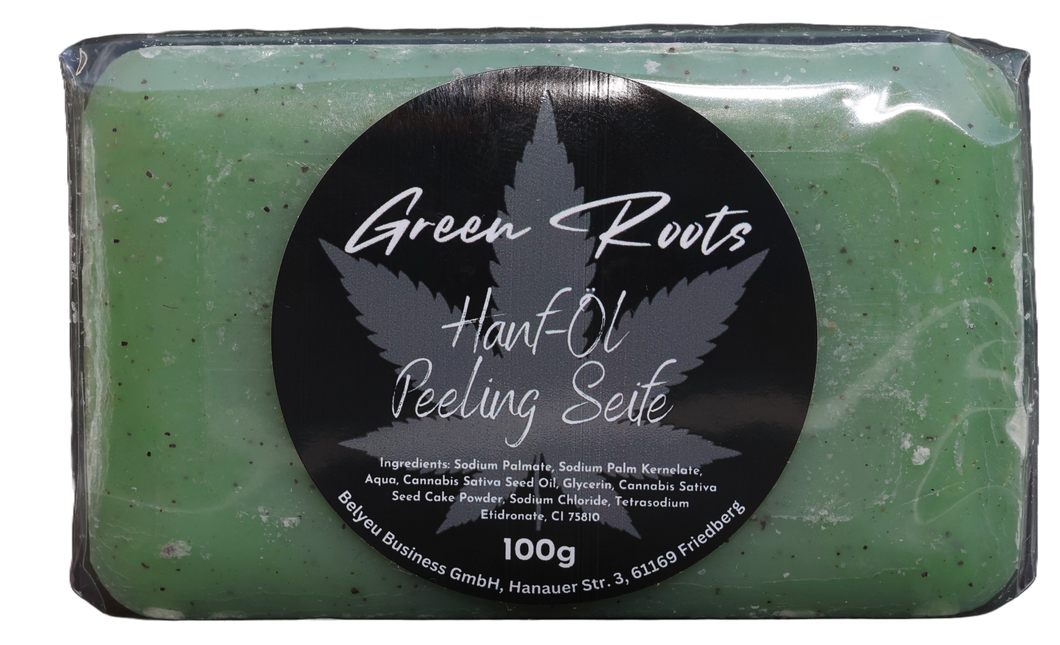 Green Roots
Hanf-Öl
Peeling Seife
Ingredients: Sodium Palmate, Sodium Palm Kernelate,
Aqua, Cannabis Sativa Seed Oil, Glycerin, Cannabis Sativa
Seed Cake Powder, Sodium Chloride, Tetrasodium
Etidronate, CI 75810
100g
Belyeu Business GmbH, Hanauer Str. 3, 61169 Friedberg